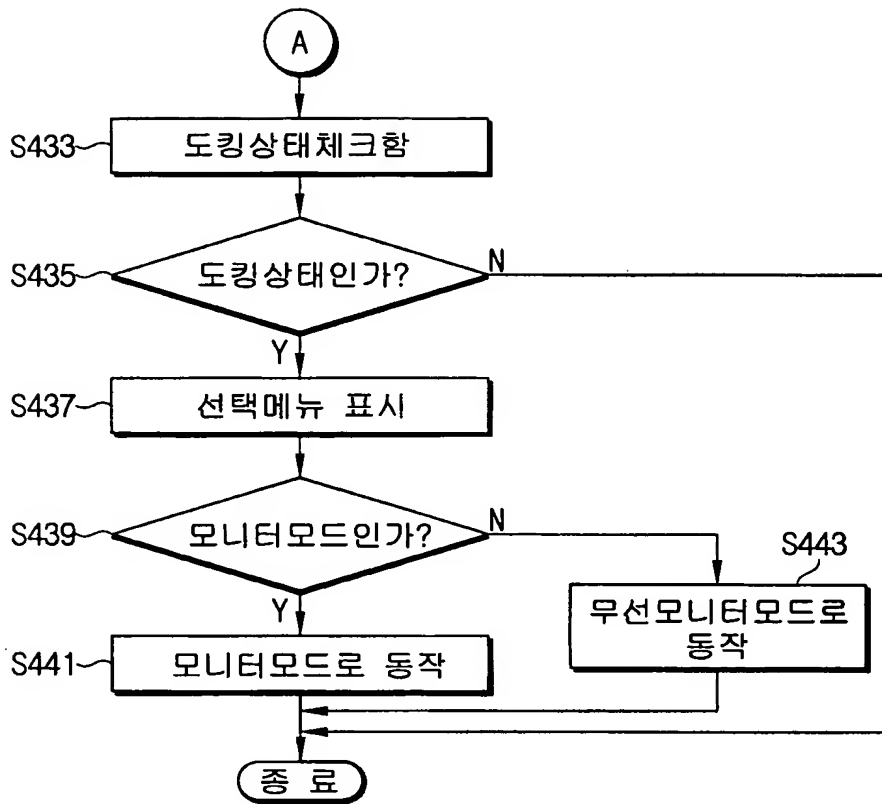 A
S433
도킹상태체크함
S435
도킹상태인가?
N
Y
S437
선택메뉴 표시
S439
모니터모드인가?
N
S443
Y
무선모니터모드로
동작
S441
모니터모드로 동작
종 료